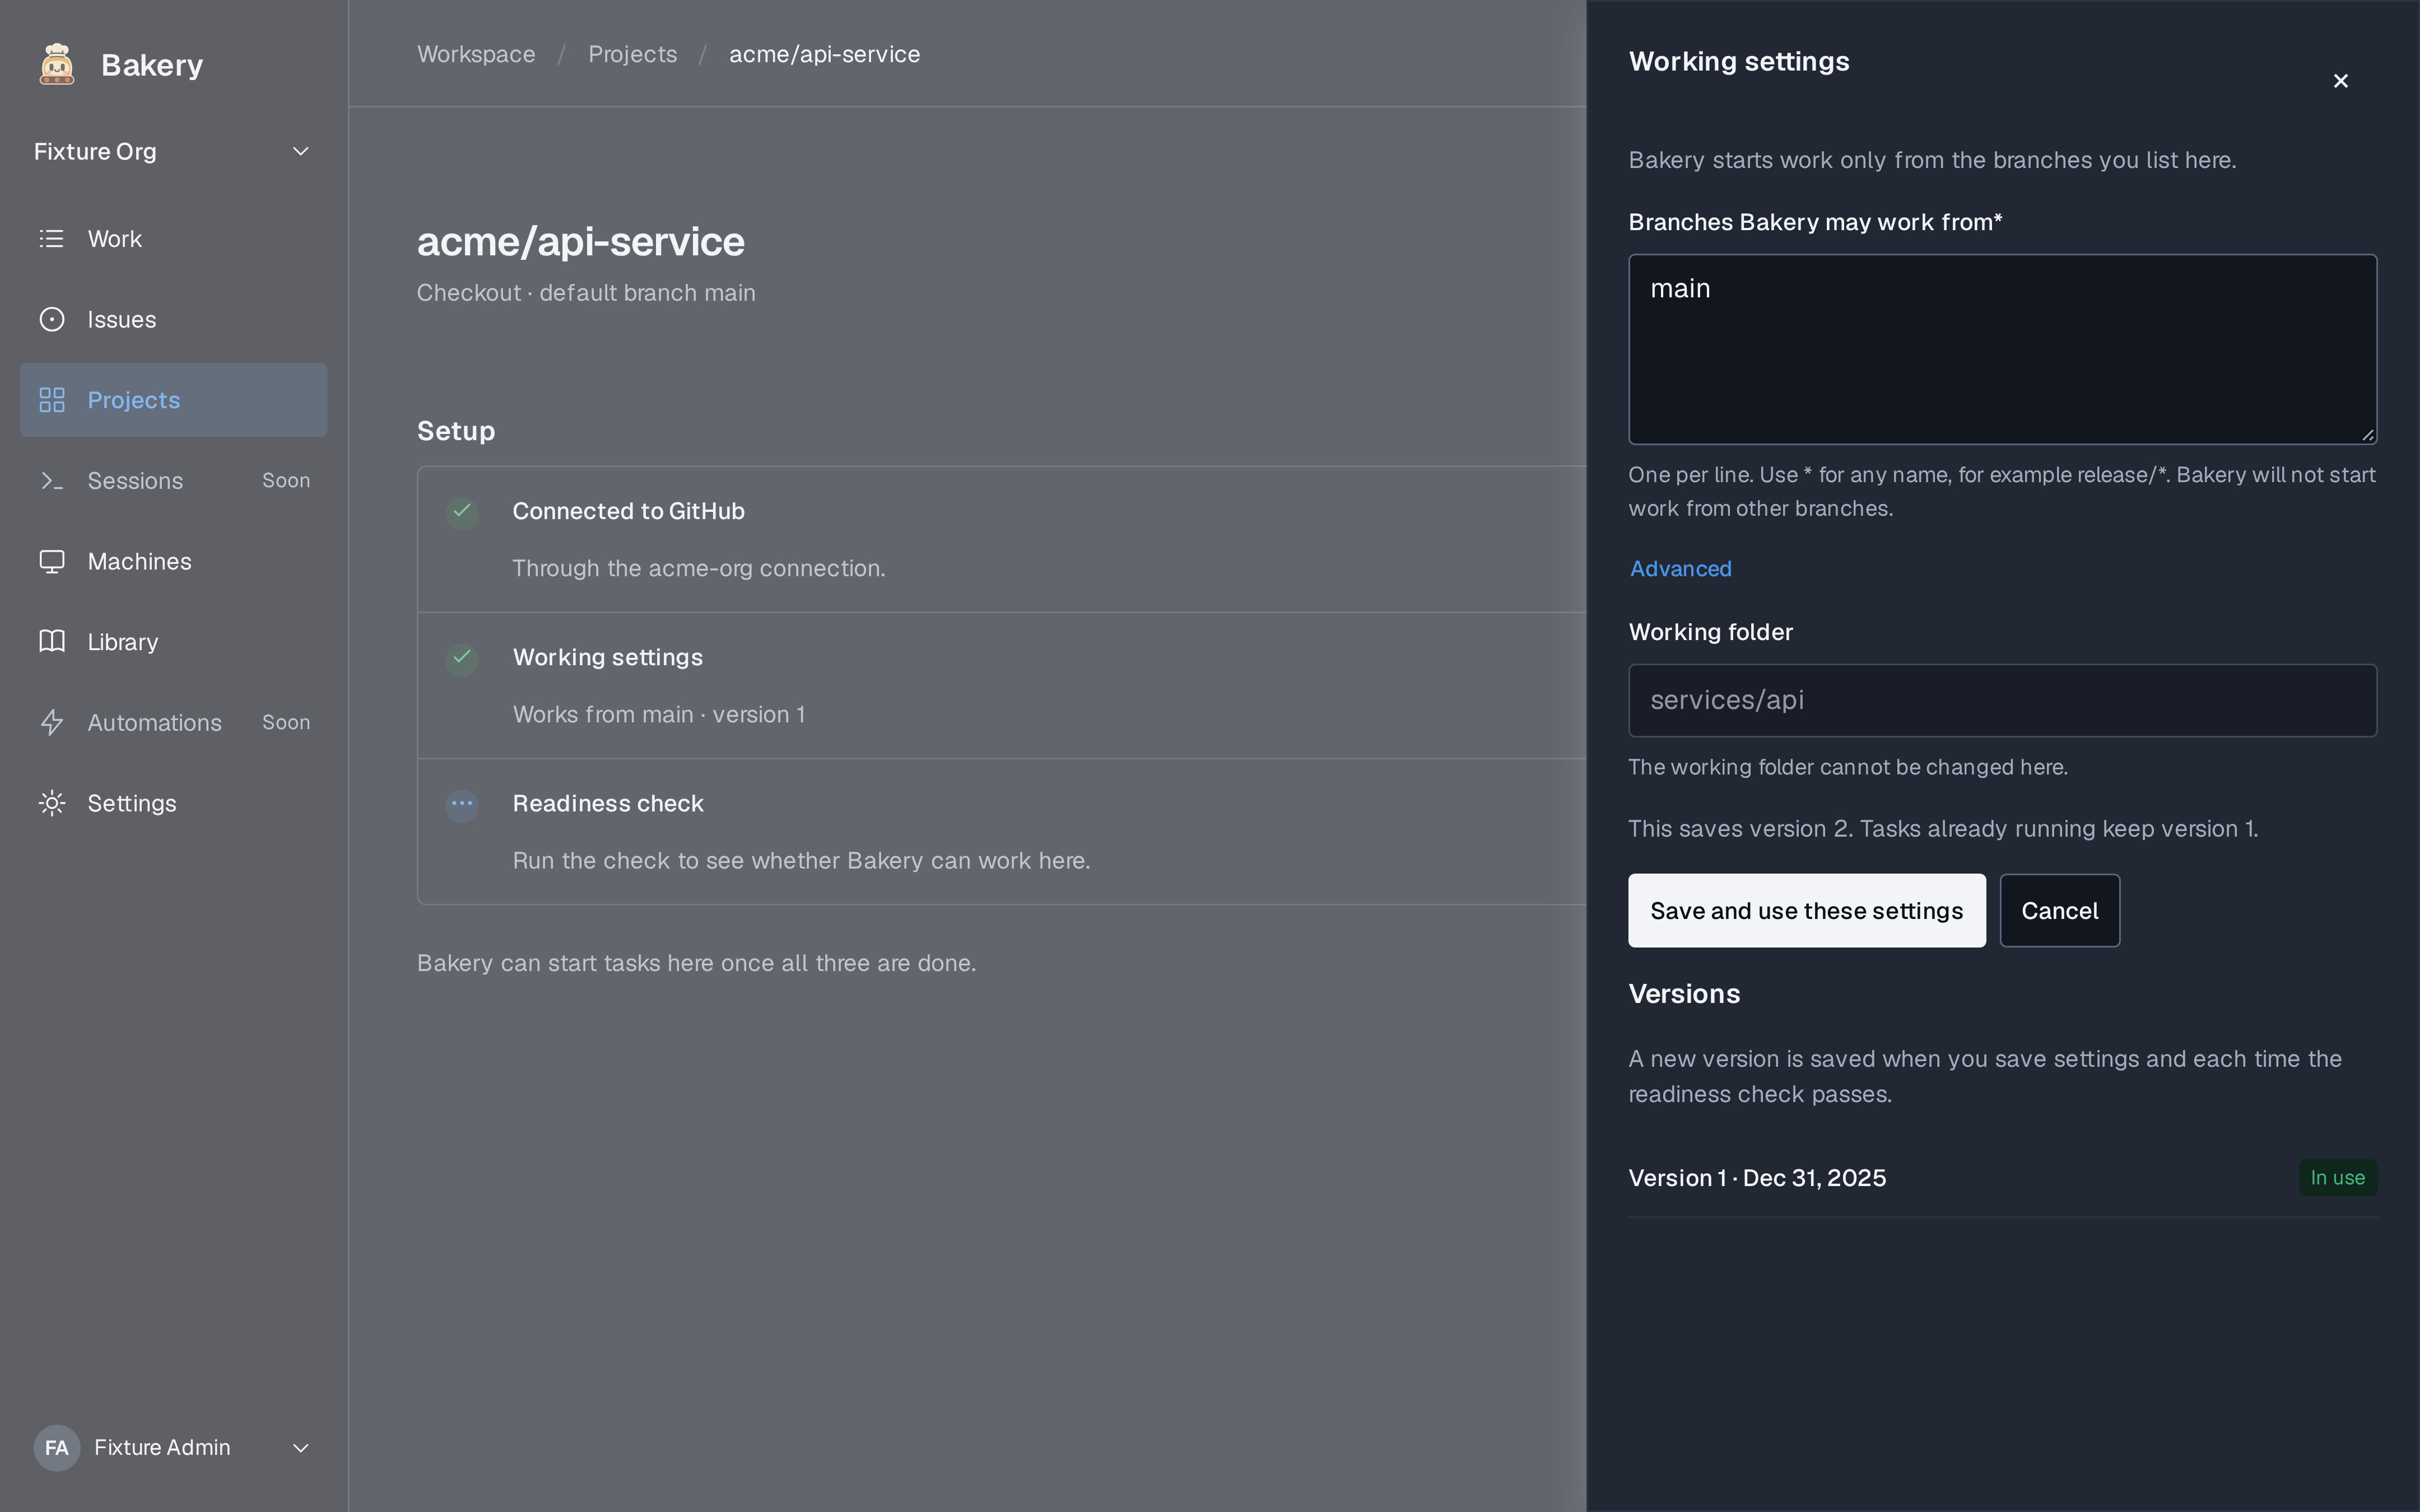 Bakery
Fixture Org
Work
Issues
Projects
Sessions Soon
Machines
Library
Automations Soon
Settings
FA Fixture Admin
Workspace / Projects / acme/api-service
acme/api-service
Checkout · default branch main
Setup
Connected to GitHub
Through the acme-org connection.
Working settings
Works from main · version 1
Readiness check
Run the check to see whether Bakery can work here.
Bakery can start tasks here once all three are done.
Working settings
Bakery starts work only from the branches you list here.
Branches Bakery may work from*
main
One per line. Use * for any name, for example release/*. Bakery will not start
work from other branches.
Advanced
Working folder
services/api
The working folder cannot be changed here.
This saves version 2. Tasks already running keep version 1.
Save and use these settings
Cancel
Versions
A new version is saved when you save settings and each time the
readiness check passes.
Version 1 · Dec 31, 2025 In use